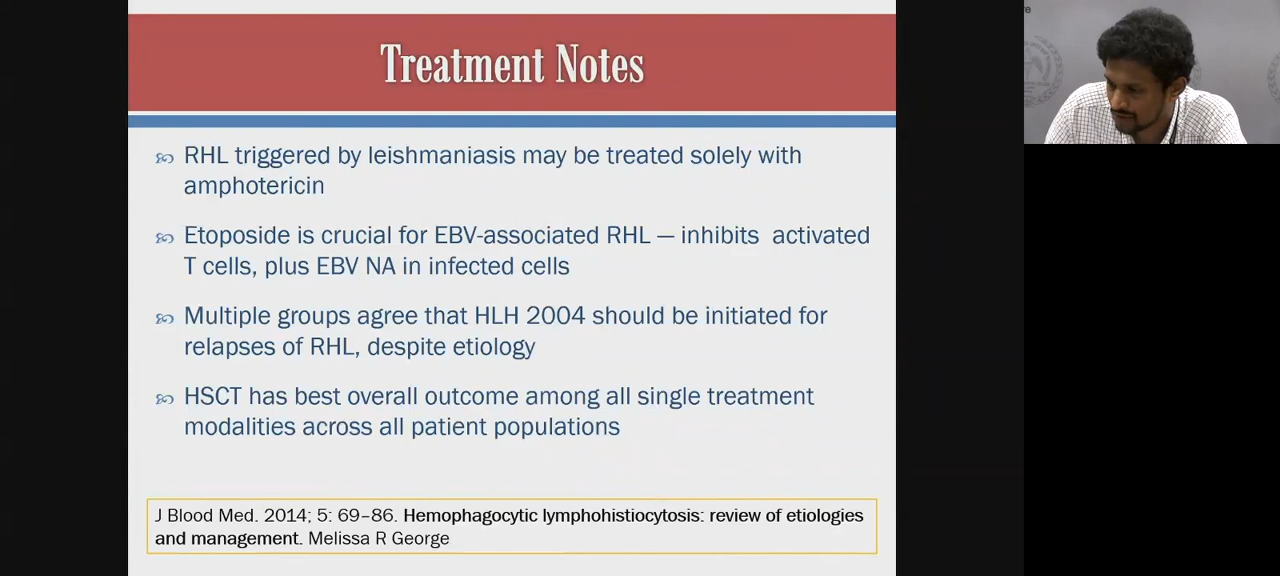 Treatment Notes
RHL triggered by leishmaniasis may be treated solely with
amphotericin
Etoposide is crucial for EBV-associated RHL — inhibits activated
T cells, plus EBV NA in infected cells
Multiple groups agree that HLH 2004 should be initiated for
relapses of RHL, despite etiology
HSCT has best overall outcome among all single treatment
modalities across all patient populations
J Blood Med. 2014; 5: 69–86. Hemophagocytic lymphohistiocytosis: review of etiologies
and management. Melissa R George